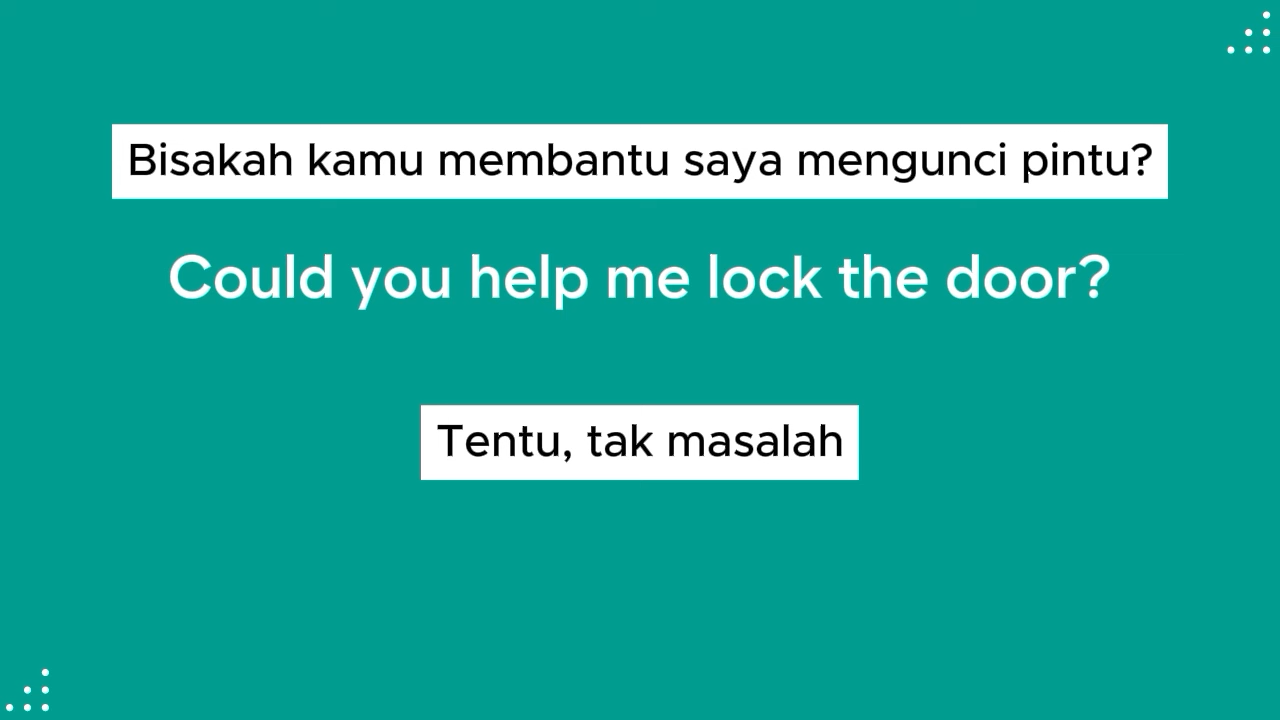 Bisakah kamu membantu saya mengunci pintu?
Could you help me lock the door?
Tentu, tak masalah